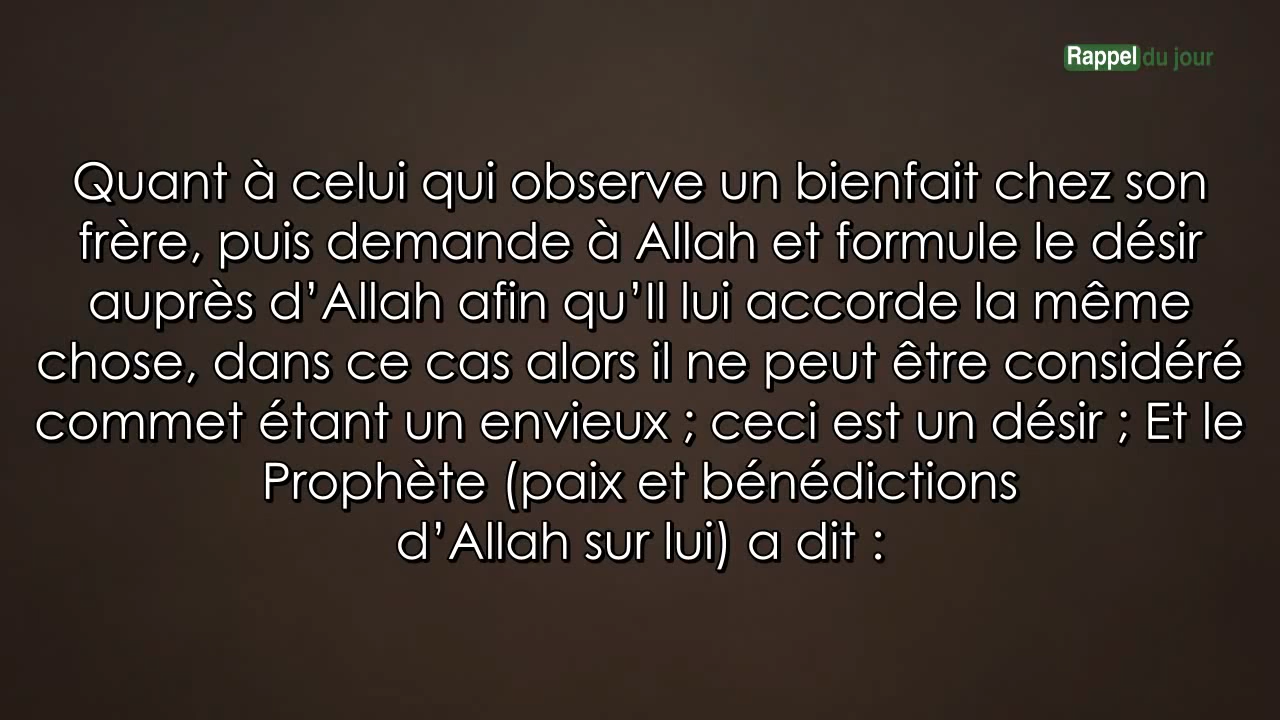 Rappel du jour
Quant à celui qui observe un bienfait chez son
frère, puis demande à Allah et formule le désir
auprès d’Allah afin qu’Il lui accorde la même
chose, dans ce cas alors il ne peut être considéré
commet étant un envieux ; ceci est un désir ; Et le
Prophète (paix et bénédictions
d’Allah sur lui) a dit :